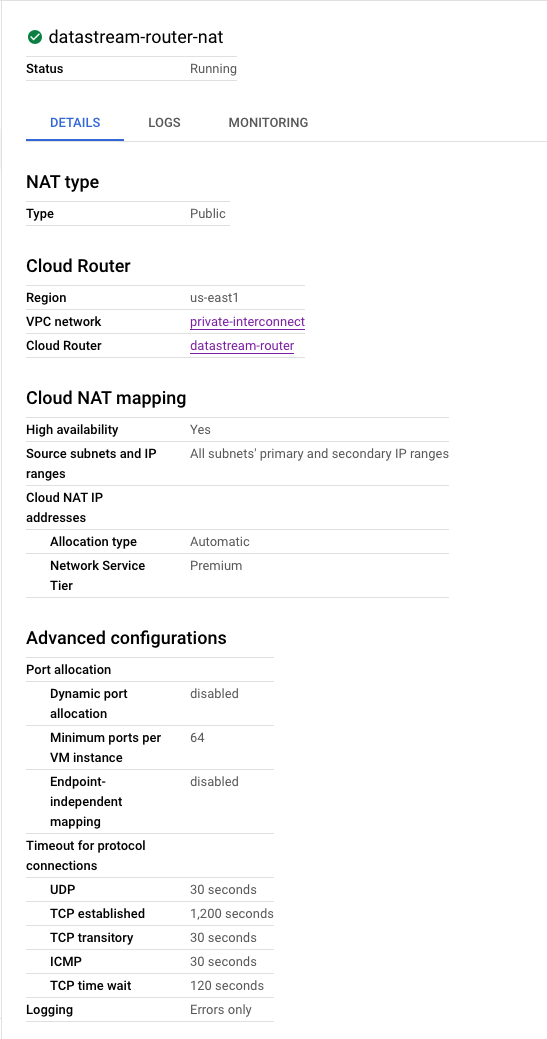 datastream-router-nat
Status Running
DETAILS LOGS MONITORING
NAT type
Type Public
Cloud Router
Region us-east1
VPC network private-interconnect
Cloud Router datastream-router
Cloud NAT mapping
High availability Yes
Source subnets and IP All subnets' primary and secondary IP ranges
ranges
Cloud NAT IP
addresses
Allocation type Automatic
Network Service Premium
Tier
Advanced configurations
Port allocation
Dynamic port disabled
allocation
Minimum ports per 64
VM instance
Endpoint- disabled
independent
mapping
Timeout for protocol
connections
UDP 30 seconds
TCP established 1,200 seconds
TCP transitory 30 seconds
ICMP 30 seconds
TCP time wait 120 seconds
Logging Errors only